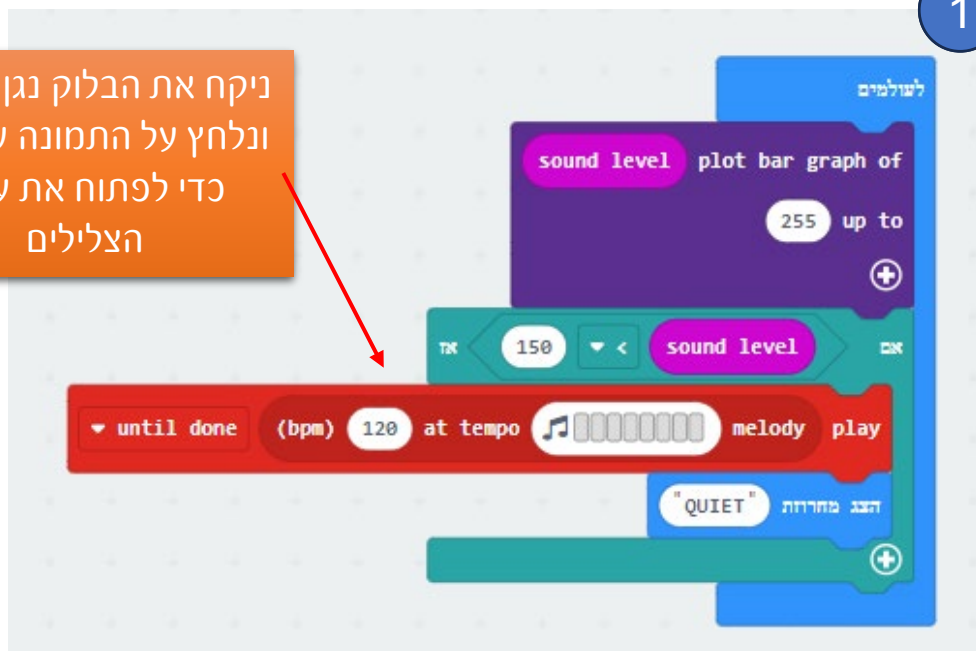 1
ניקח את הבלוק נגן
ונלחץ על התמונה
כדי לפתוח את
הצלילים
לעולמים
plot bar graph of sound level
up to 255
אם sound level < 150 אז
play melody at tempo 120 (bpm) until done
הצג מחרוזת "QUIET"